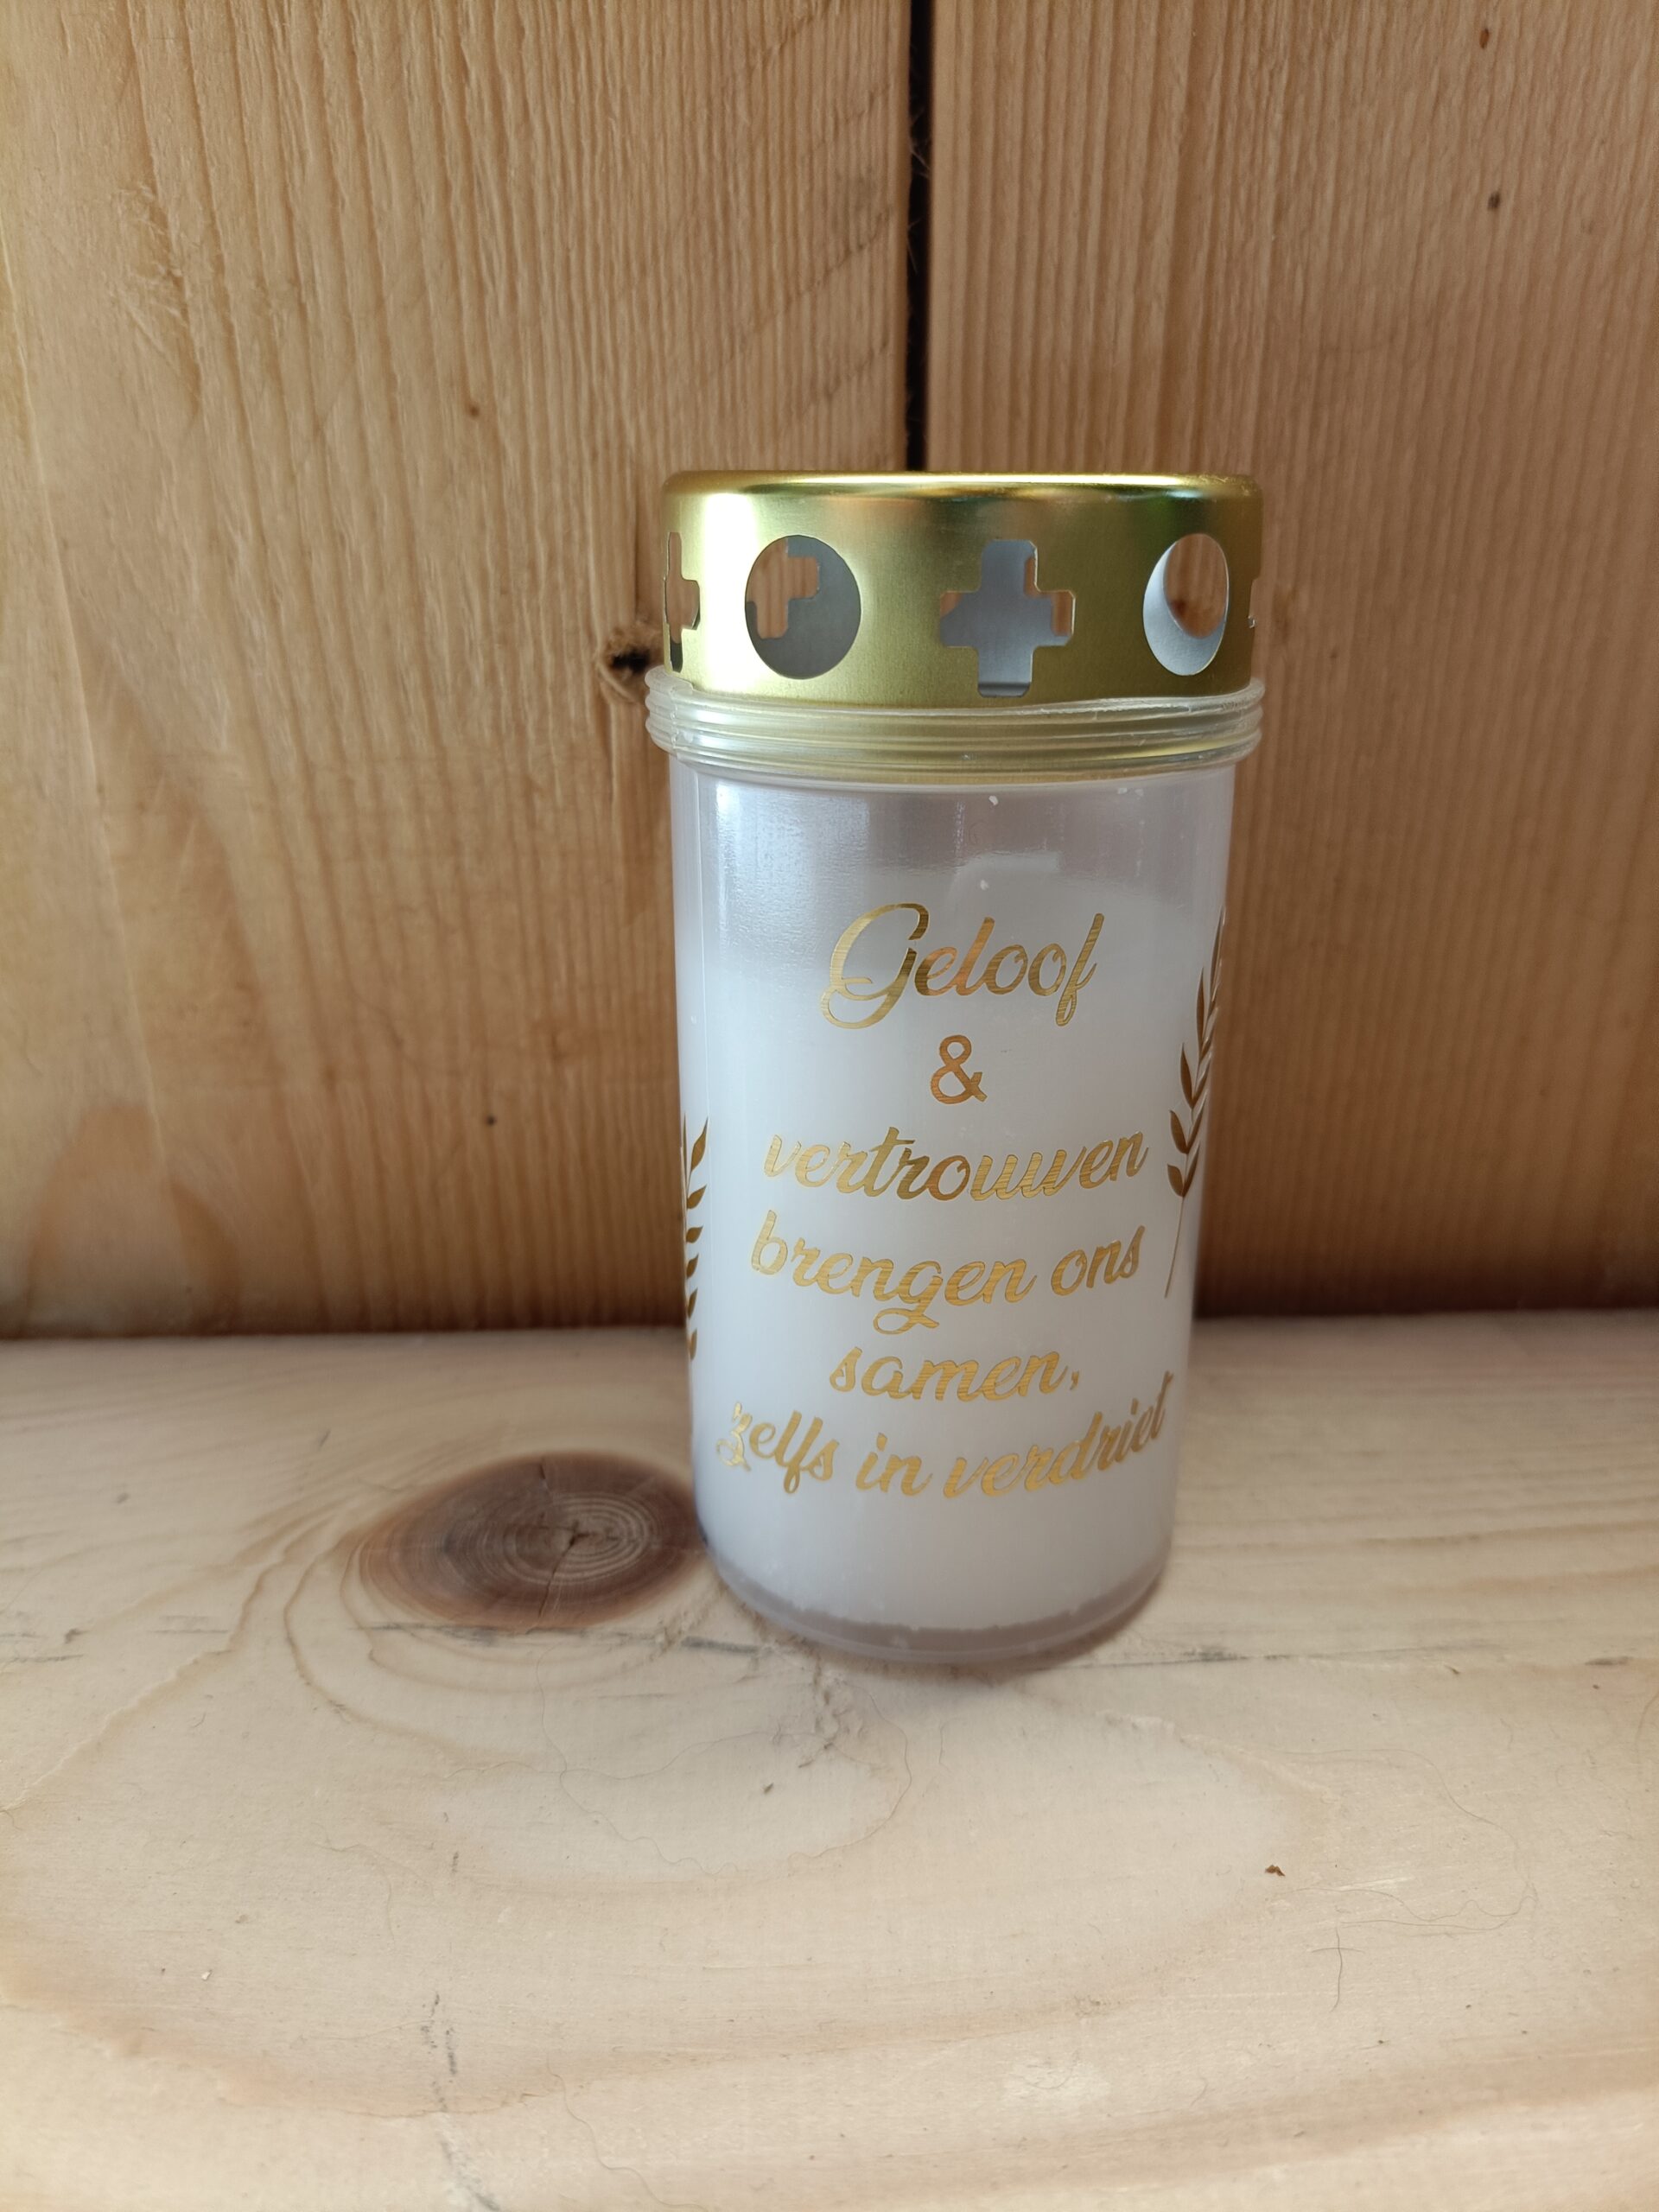 Geloof
&
vertrouwen
brengen ons
samen,
zelfs in verdriet